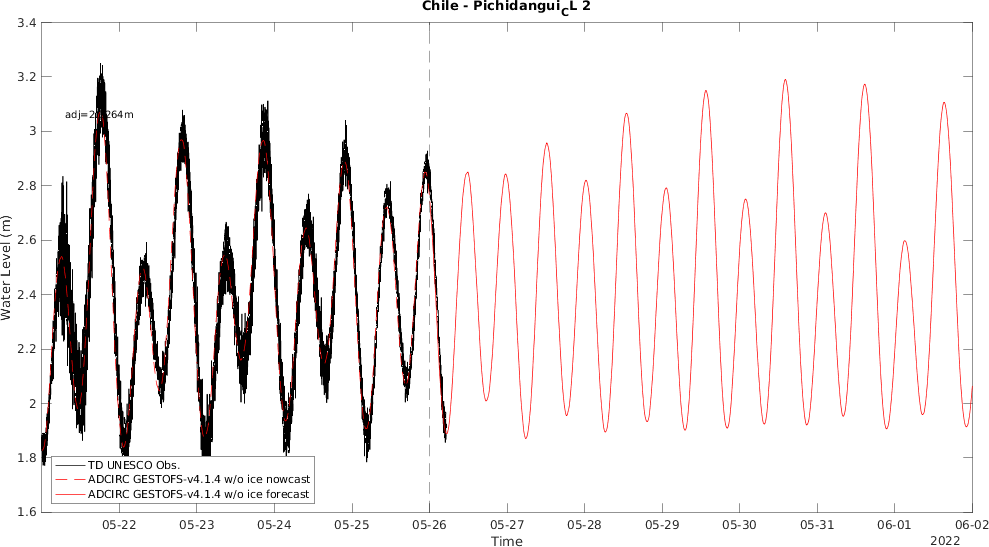 Chile - Pichidangui_CL 2
3.4
3.2
3
2.8
2.6
2.4
2.2
2
1.8
1.6
Water Level (m)
TD UNESCO Obs.
ADCIRC GESTOFS-v4.1.4 w/o ice nowcast
ADCIRC GESTOFS-v4.1.4 w/o ice forecast
05-22 05-23 05-24 05-25 05-26 05-27 05-28 05-29 05-30 05-31 06-01 06-02
Time
2022